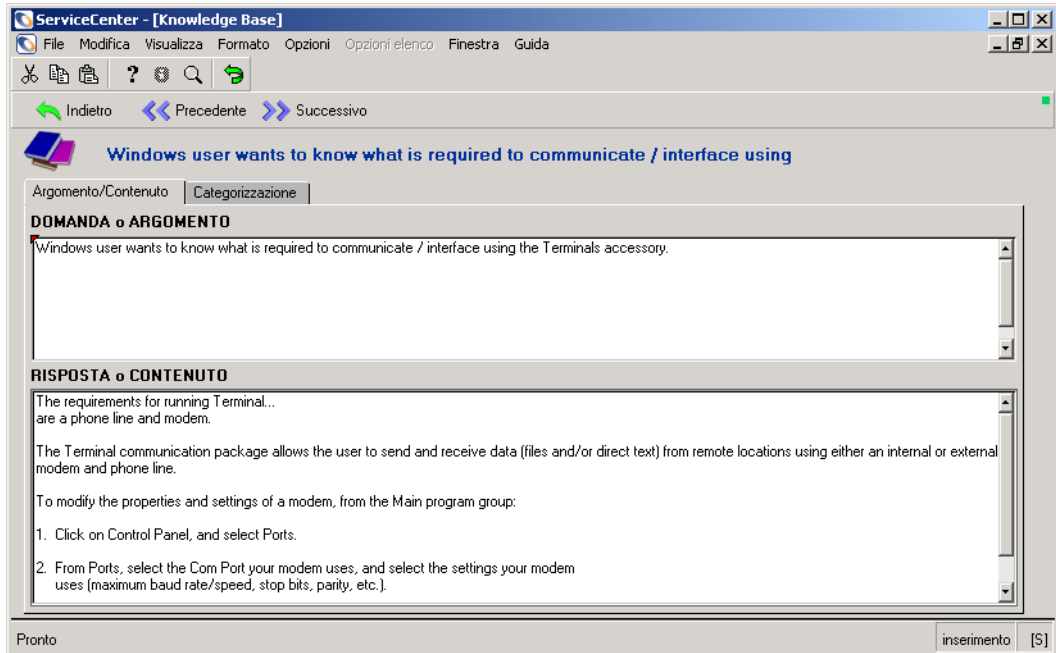 ServiceCenter - [Knowledge Base]
File Modifica Visualizza Formato Opzioni Opzioni elenco Finestra Guida
Indietro Precedente Successivo
Windows user wants to know what is required to communicate / interface using
Argomento/Contenuto Categorizzazione
DOMANDA o ARGOMENTO
Windows user wants to know what is required to communicate / interface using the Terminals accessory.
RISPOSTA o CONTENUTO
The requirements for running Terminal...
are a phone line and modem.
The Terminal communication package allows the user to send and receive data (files and/or direct text) from remote locations using either an internal or external
modem and phone line.
To modify the properties and settings of a modem, from the Main program group:
1. Click on Control Panel, and select Ports.
2. From Ports, select the Com Port your modem uses, and select the settings your modem
uses (maximum baud rate/speed, stop bits, parity, etc.).
Pronto inserimento [S]